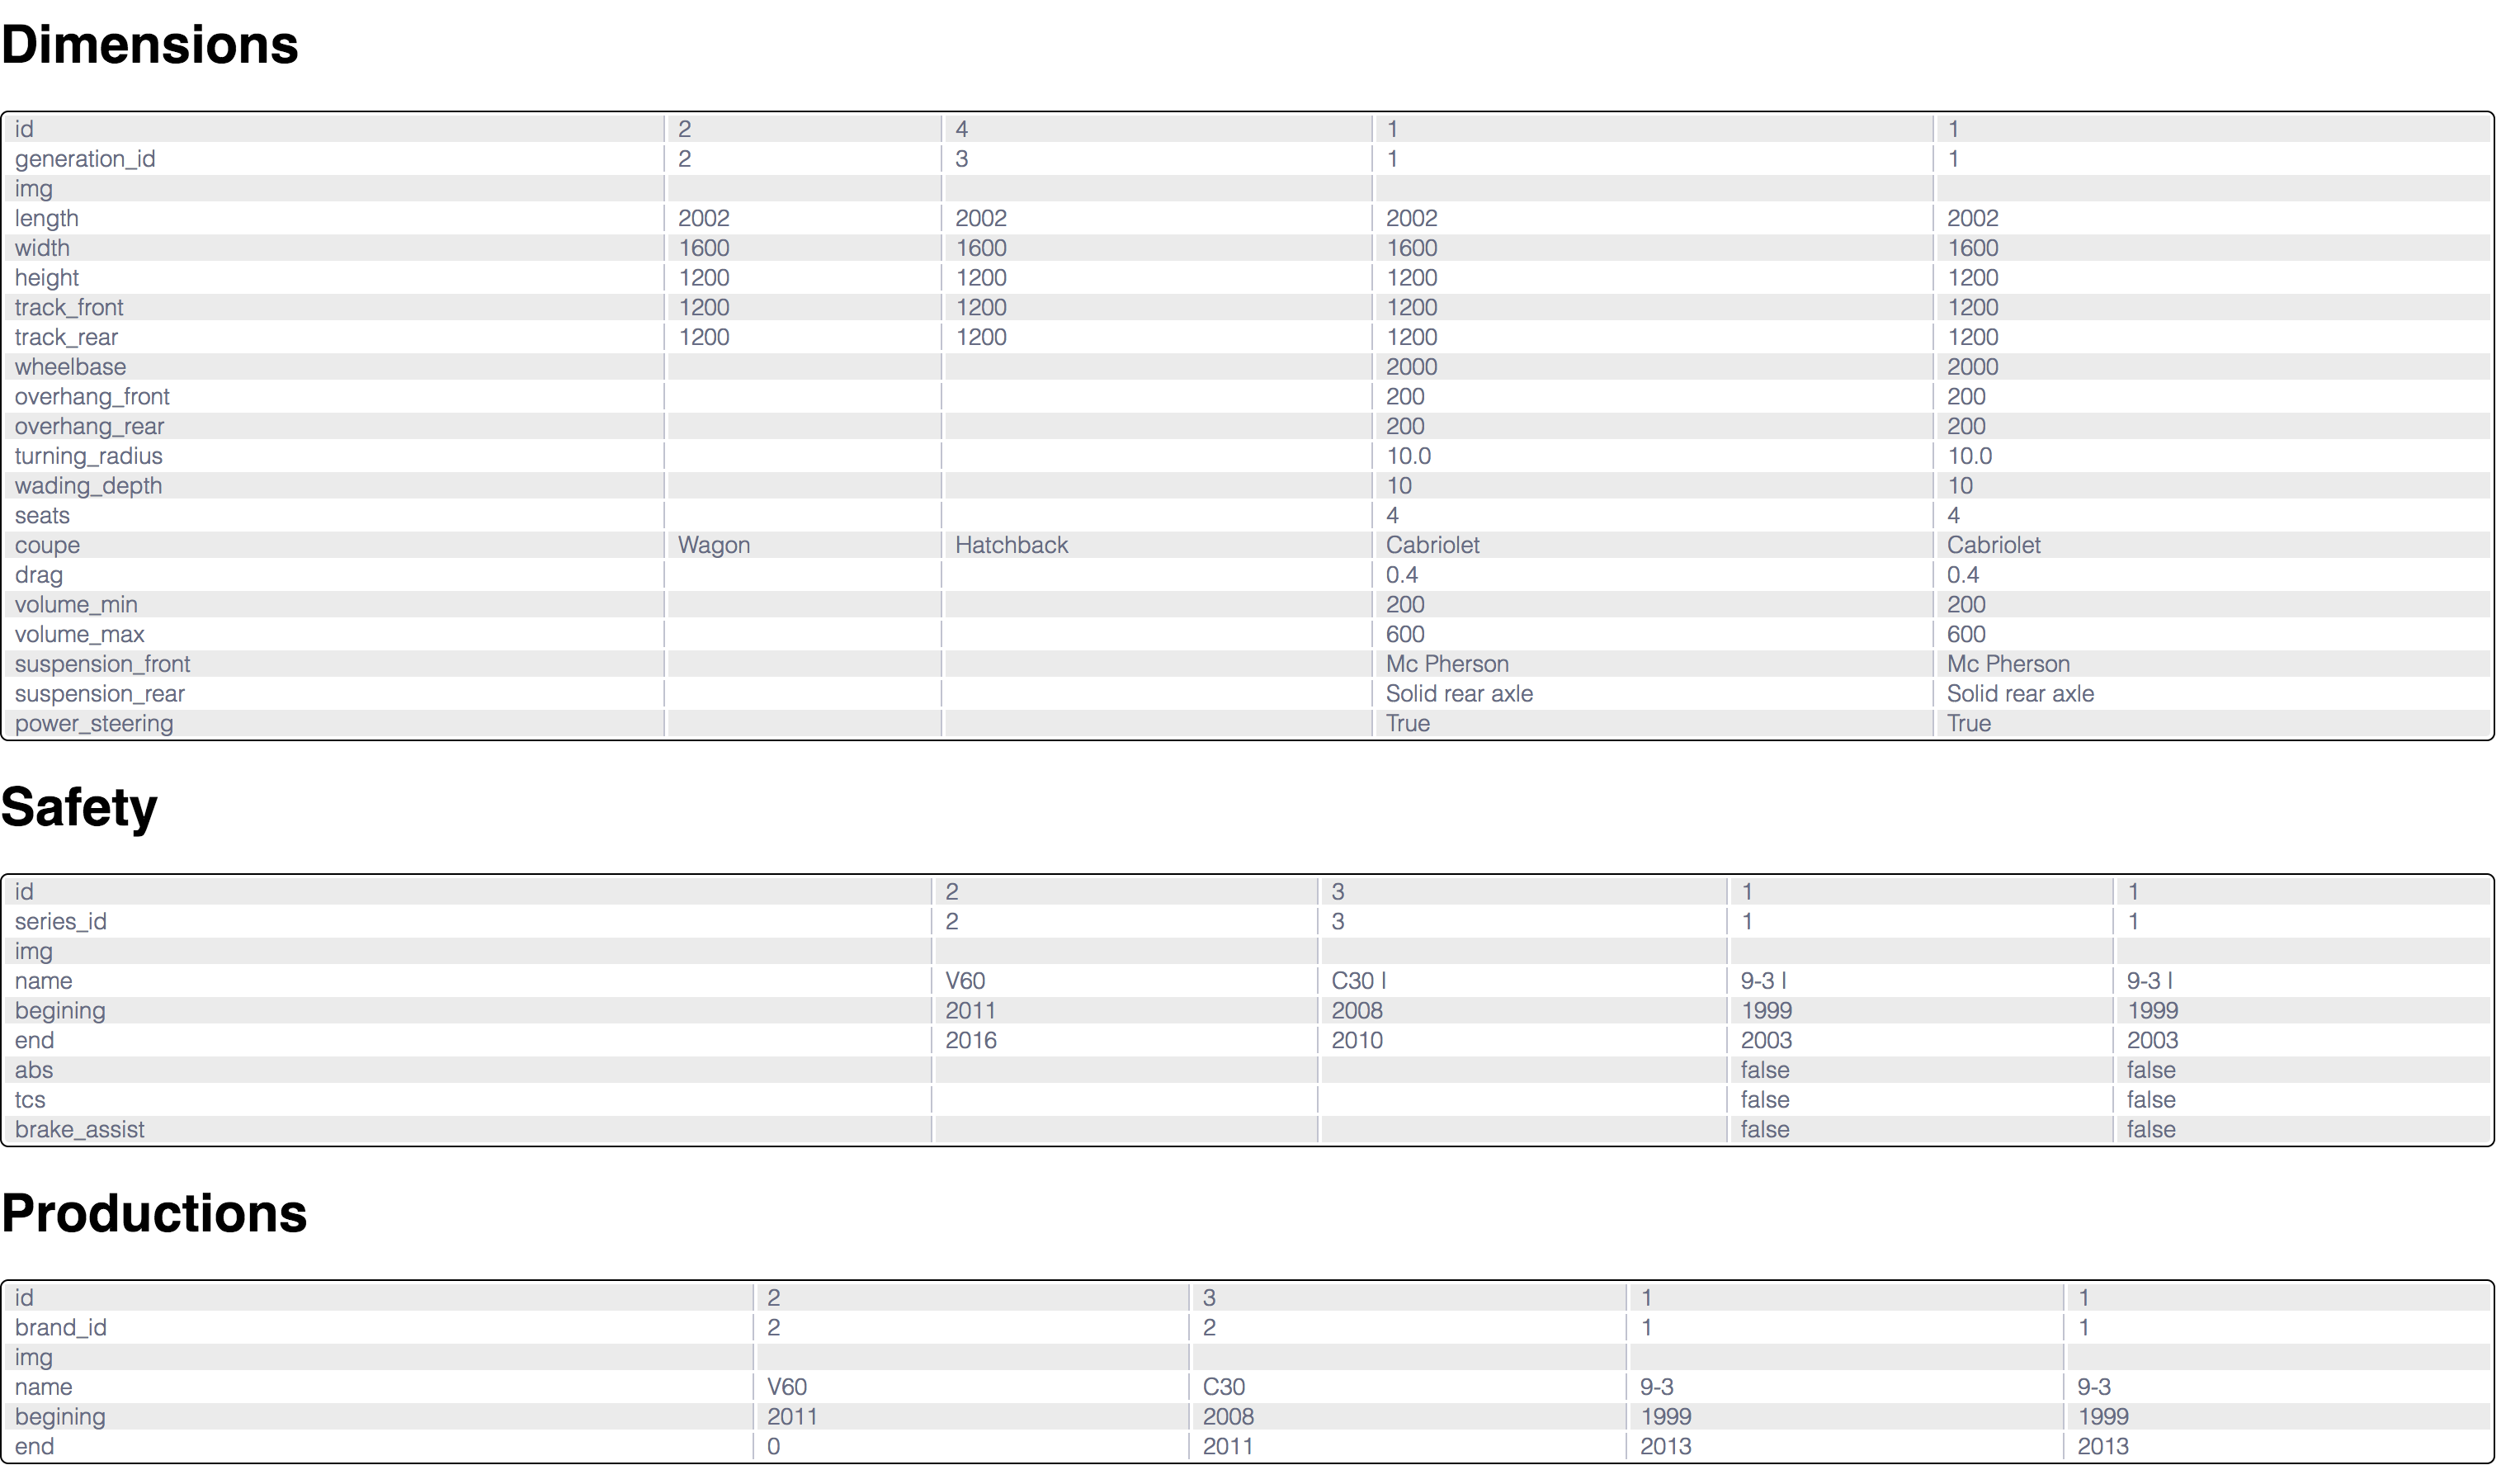 Dimensions
id 2 4 1 1
generation_id 2 3 1 1
img
length 2002 2002 2002 2002
width 1600 1600 1600 1600
height 1200 1200 1200 1200
track_front 1200 1200 1200 1200
track_rear 1200 1200 1200 1200
wheelbase 2000 2000
overhang_front 200 200
overhang_rear 200 200
turning_radius 10.0 10.0
wading_depth 10 10
seats 4 4
coupe Wagon Hatchback Cabriolet Cabriolet
drag 0.4 0.4
volume_min 200 200
volume_max 600 600
suspension_front Mc Pherson Mc Pherson
suspension_rear Solid rear axle Solid rear axle
power_steering True True
Safety
id 2 3 1 1
series_id 2 3 1 1
img
name V60 C30 I 9-3 I 9-3 I
begining 2011 2008 1999 1999
end 2016 2010 2003 2003
abs false false
tcs false false
brake_assist false false
Productions
id 2 3 1 1
brand_id 2 2 1 1
img
name V60 C30 9-3 9-3
begining 2011 2008 1999 1999
end 0 2011 2013 2013